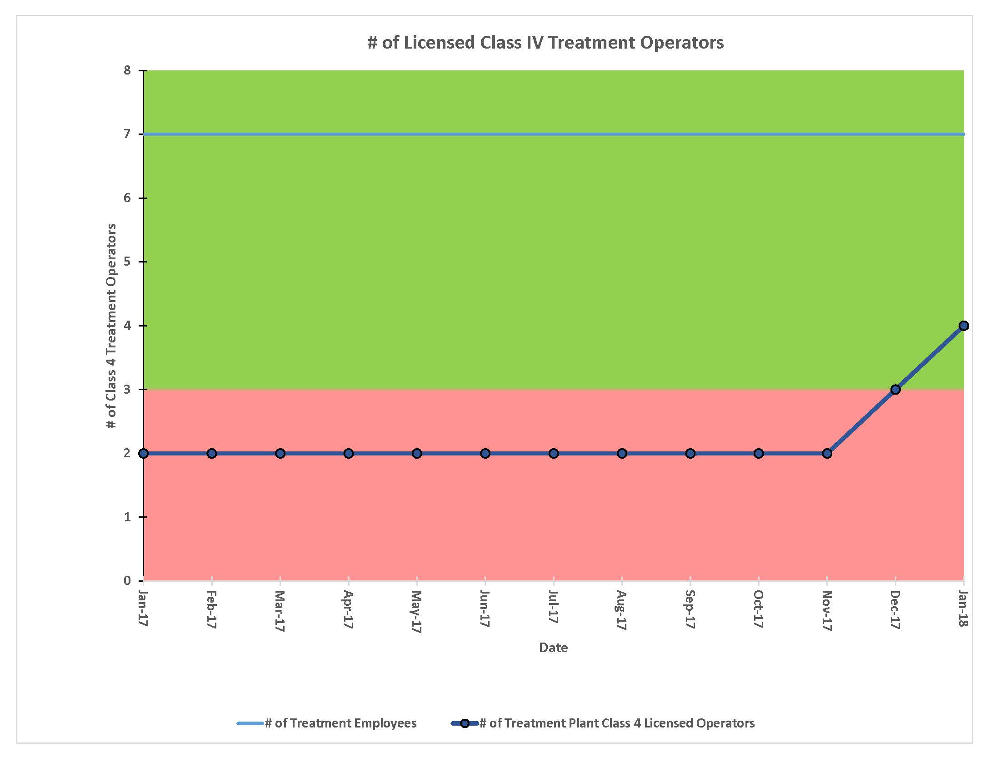 # of Licensed Class IV Treatment Operators
# of Class 4 Treatment Operators
8
7
6
5
4
3
2
1
0
Jan-17
Feb-17
Mar-17
Apr-17
May-17
Jun-17
Jul-17
Aug-17
Sep-17
Oct-17
Nov-17
Dec-17
Jan-18
Date
# of Treatment Employees
# of Treatment Plant Class 4 Licensed Operators